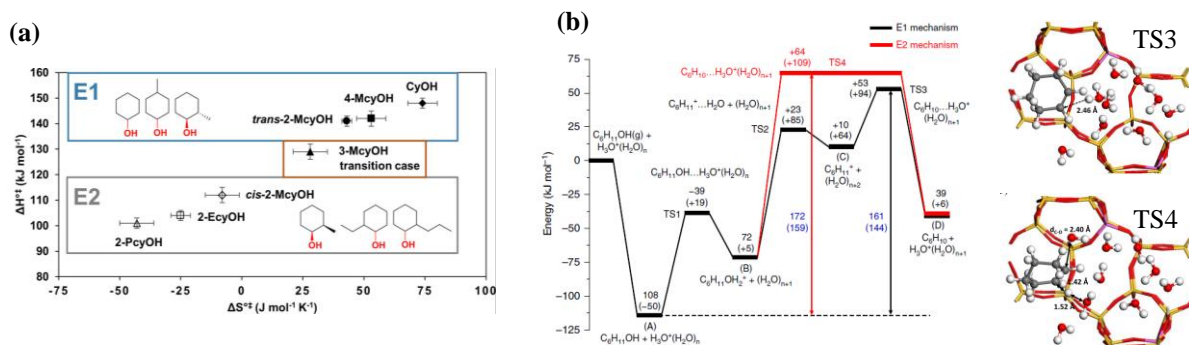 (a)
ΔH°‡ (kJ mol⁻¹)
160
150
140
130
120
110
100
90
80
E1
OH
OH
OH
4-McyOH
CyOH
trans-2-McyOH
3-McyOH
transition case
E2
cis-2-McyOH
2-EcyOH
2-PcyOH
OH
OH
OH
-75
-50
-25
0
25
50
75
100
ΔS°‡ (J mol⁻¹ K⁻¹)
(b)
Energy (kJ mol⁻¹)
75
50
25
0
−25
−50
−75
−100
−125
E1 mechanism
E2 mechanism
+64
(+109)
C₆H₁₀...H₃O⁺(H₂O)ₙ₊₁
TS4
+53
(+94)
TS3
C₆H₁₁⁺...H₂O + (H₂O)ₙ₊₁
+23
(+85)
TS2
C₆H₁₀...H₃O⁺
(H₂O)ₙ₊₁
+10
(+64)
(C)
C₆H₁₁⁺ +
(H₂O)ₙ₊₂
C₆H₁₁OH(g) +
H₃O⁺(H₂O)ₙ
C₆H₁₁OH...H₃O⁺(H₂O)ₙ
−39
(+19)
TS1
72
(+5)
(B)
C₆H₁₁OH₂⁺ + (H₂O)ₙ₊₁
172
(159)
161
(144)
39
(+6)
(D)
C₆H₁₀ +
H₃O⁺(H₂O)ₙ₊₁
108
(−50)
(A)
C₆H₁₁OH + H₃O⁺(H₂O)ₙ
TS3
2.46 Å
TS4
d_C-O = 2.40 Å
1.42 Å
1.52 Å